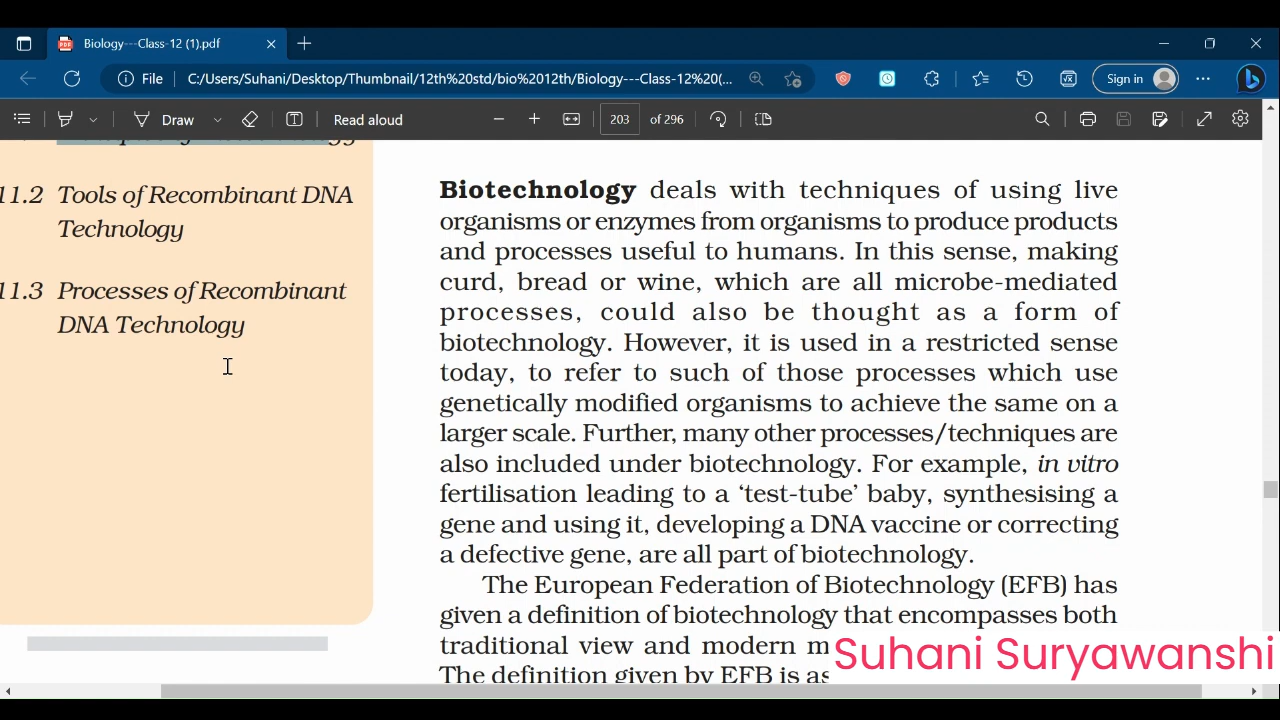 Biology---Class-12 (1).pdf
File
C:/Users/Suhani/Desktop/Thumbnail/12th%20std/bio%2012th/Biology---Class-12%20(...
Sign in
Draw
Read aloud
203 of 296
11.2 Tools of Recombinant DNA
Technology
11.3 Processes of Recombinant
DNA Technology
Biotechnology deals with techniques of using live
organisms or enzymes from organisms to produce products
and processes useful to humans. In this sense, making
curd, bread or wine, which are all microbe-mediated
processes, could also be thought as a form of
biotechnology. However, it is used in a restricted sense
today, to refer to such of those processes which use
genetically modified organisms to achieve the same on a
larger scale. Further, many other processes/techniques are
also included under biotechnology. For example, in vitro
fertilisation leading to a ‘test-tube’ baby, synthesising a
gene and using it, developing a DNA vaccine or correcting
a defective gene, are all part of biotechnology.
The European Federation of Biotechnology (EFB) has
given a definition of biotechnology that encompasses both
traditional view and modern m
The definition given by EFB is as
Suhani Suryawanshi